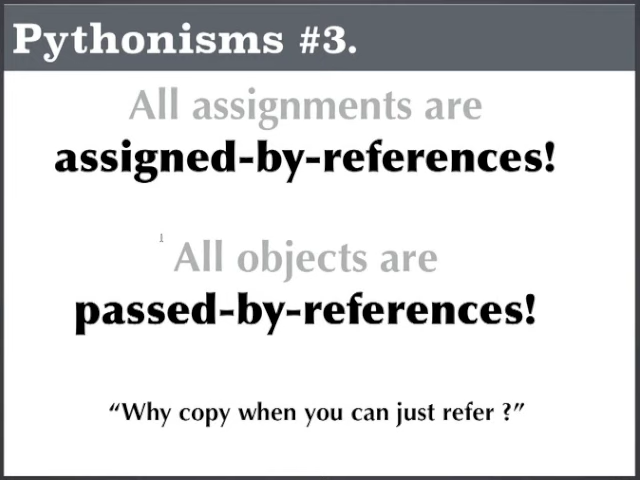 Pythonisms #3.
All assignments are
assigned-by-references!
1
All objects are
passed-by-references!
“Why copy when you can just refer ?”